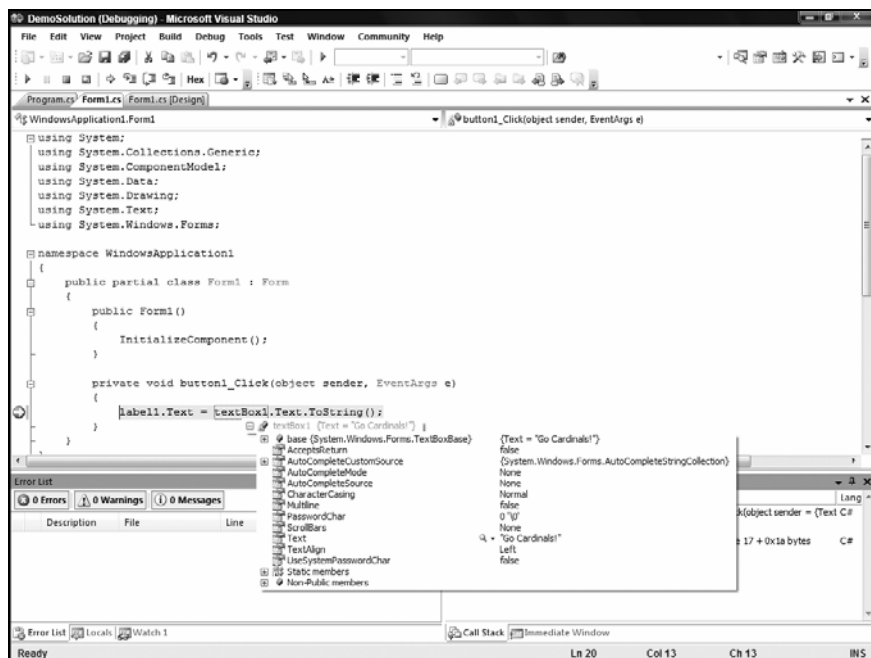 DemoSolution (Debugging) - Microsoft Visual Studio
File Edit View Project Build Debug Tools Test Window Community Help
Hex
Program.cs Form1.cs Form1.cs [Design]
WindowsApplication1.Form1 button1_Click(object sender, EventArgs e)
using System;
using System.Collections.Generic;
using System.ComponentModel;
using System.Data;
using System.Drawing;
using System.Text;
using System.Windows.Forms;
namespace WindowsApplication1
{
public partial class Form1 : Form
{
public Form1()
{
InitializeComponent();
}
private void button1_Click(object sender, EventArgs e)
{
label1.Text = textBox1.Text.ToString();
}
textBox1 {Text = "Go Cardinals!"}
}
base {System.Windows.Forms.TextBoxBase} {Text = "Go Cardinals!"}
AcceptsReturn false
AutoCompleteCustomSource {System.Windows.Forms.AutoCompleteStringCollection}
AutoCompleteMode None
AutoCompleteSource None
CharacterCasing Normal
Multiline false
PasswordChar 0 '\0'
ScrollBars None
Text "Go Cardinals!"
TextAlign Left
UseSystemPasswordChar false
Static members
Non-Public members
Error List
0 Errors 0 Warnings 0 Messages
Description File Line
Lang
k(object sender = {Text C#
e 17 + 0x1a bytes C#
Error List Locals Watch 1 Call Stack Immediate Window
Ready Ln 20 Col 13 Ch 13 INS